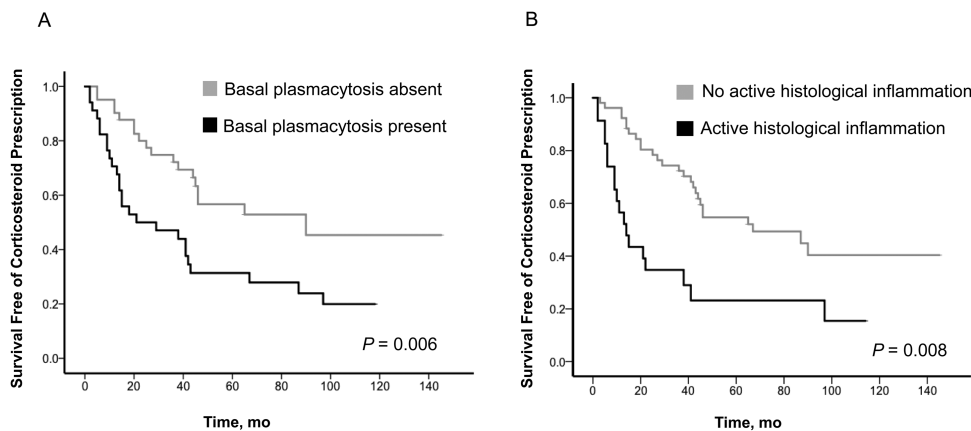 A
Survival Free of Corticosteroid Prescription
1.0
0.8
0.6
0.4
0.2
0.0
Basal plasmacytosis absent
Basal plasmacytosis present
P = 0.006
0 20 40 60 80 100 120 140
Time, mo
B
Survival Free of Corticosteroid Prescription
1.0
0.8
0.6
0.4
0.2
0.0
No active histological inflammation
Active histological inflammation
P = 0.008
0 20 40 60 80 100 120 140
Time, mo